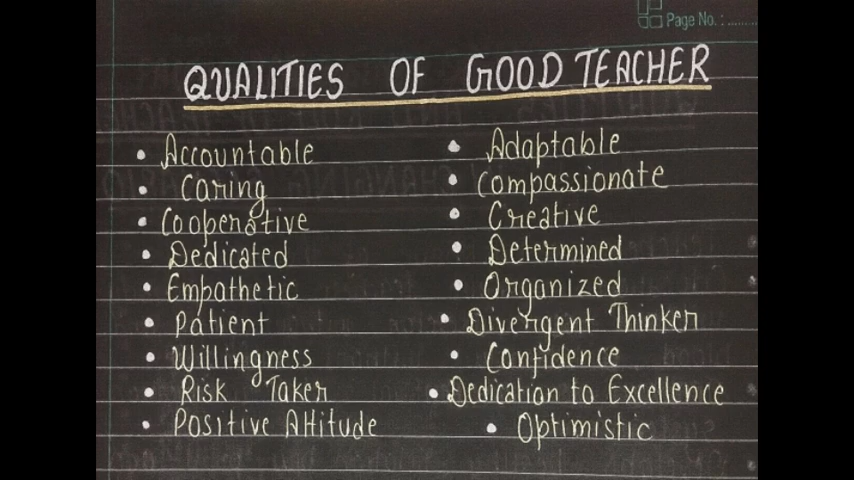 Page No. : ........
QUALITIES OF GOOD TEACHER
• Accountable
• Caring
• Cooperative
• Dedicated
• Empathetic
• Patient
• Willingness
• Risk Taker
• Positive Attitude
• Adaptable
• Compassionate
• Creative
• Determined
• Organized
• Divergent Thinker
• Confidence
• Dedication to Excellence
• Optimistic